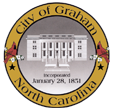 City of Graham
incorporated
January 28, 1851
North Carolina